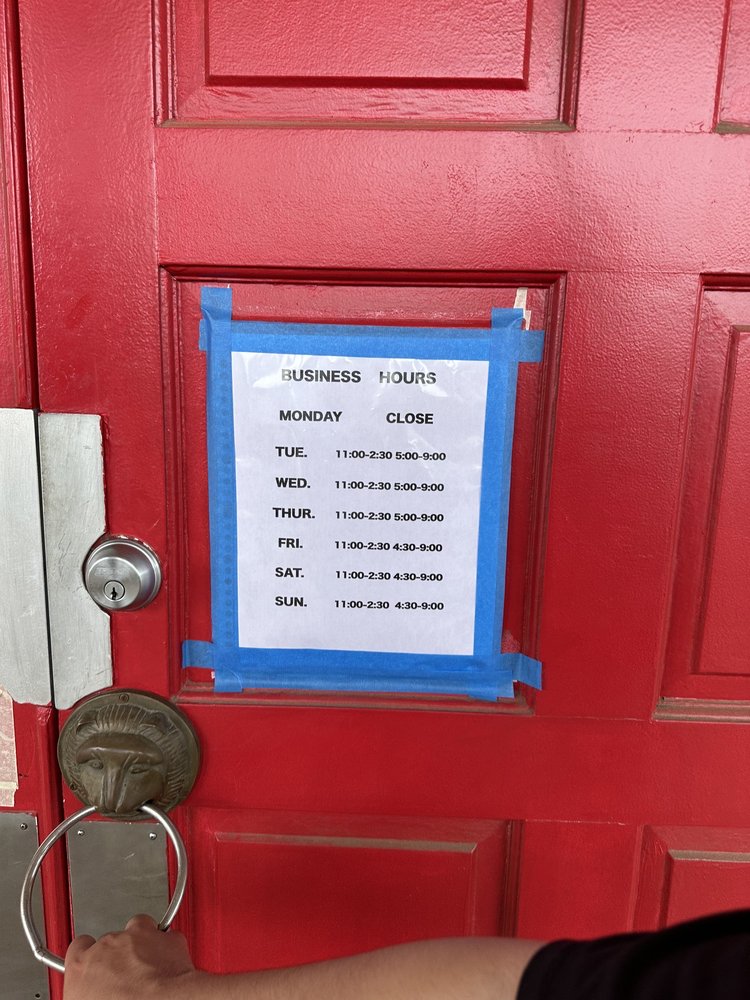 BUSINESS HOURS
MONDAY CLOSE
TUE. 11:00-2:30 5:00-9:00
WED. 11:00-2:30 5:00-9:00
THUR. 11:00-2:30 5:00-9:00
FRI. 11:00-2:30 4:30-9:00
SAT. 11:00-2:30 4:30-9:00
SUN. 11:00-2:30 4:30-9:00